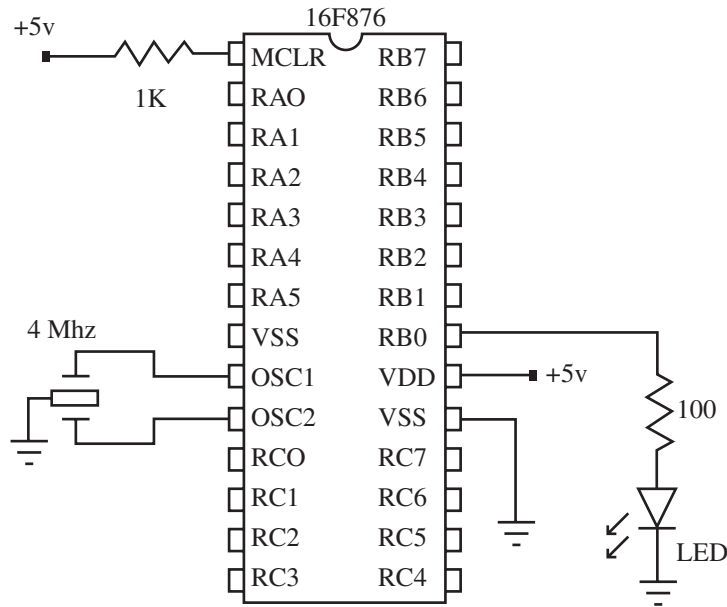 16F876
+5v
1K
MCLR RB7
RAO RB6
RA1 RB5
RA2 RB4
RA3 RB3
RA4 RB2
RA5 RB1
4 Mhz
VSS RB0
OSC1 VDD
+5v
OSC2 VSS
100
RCO RC7
RC1 RC6
RC2 RC5
LED
RC3 RC4